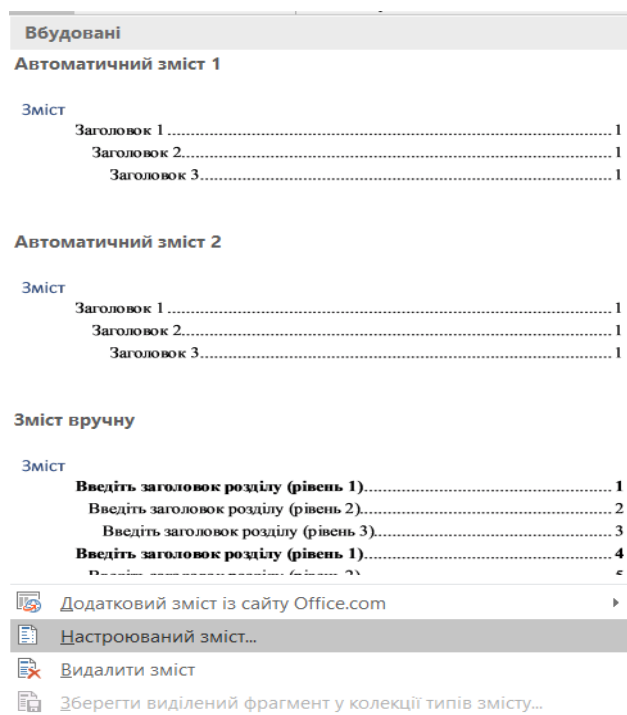 Вбудовані
Автоматичний зміст 1
Зміст
Заголовок 1........................................................................1
Заголовок 2........................................................................1
Заголовок 3........................................................................1
Автоматичний зміст 2
Зміст
Заголовок 1........................................................................1
Заголовок 2........................................................................1
Заголовок 3........................................................................1
Зміст вручну
Зміст
Введіть заголовок розділу (рівень 1)........................................................................1
Введіть заголовок розділу (рівень 2)........................................................................2
Введіть заголовок розділу (рівень 3)........................................................................3
Введіть заголовок розділу (рівень 1)........................................................................4
Додатковий зміст із сайту Office.com
Настроюваний зміст...
Видалити зміст
Зберегти виділений фрагмент у колекції типів змісту...